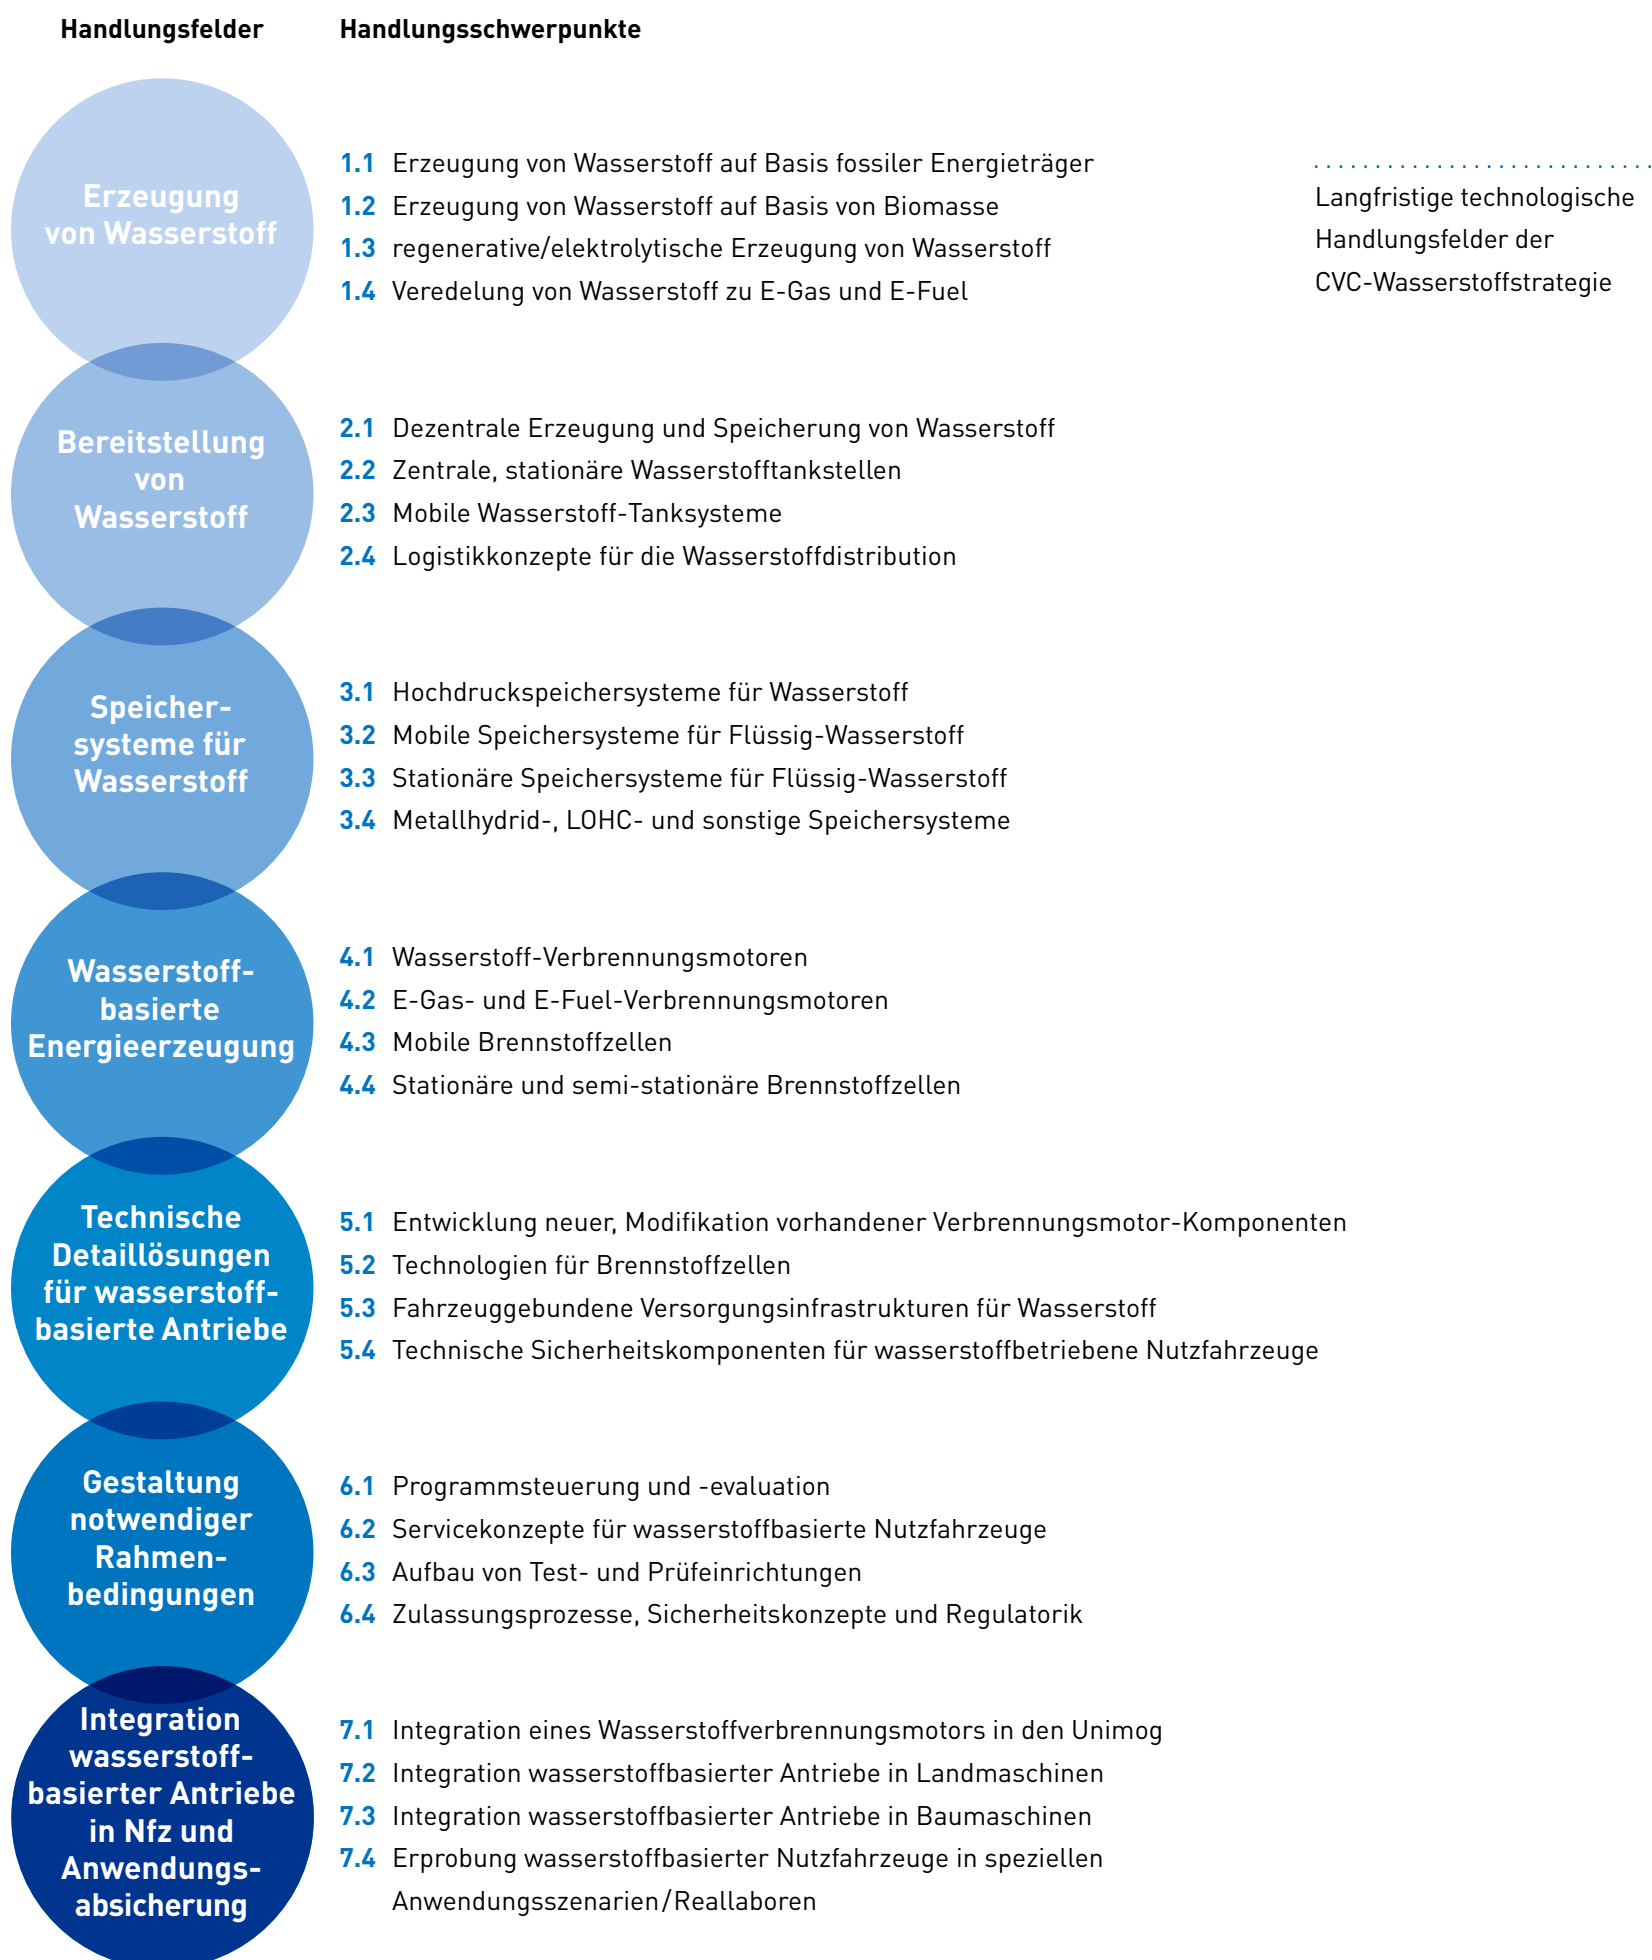 Handlungsfelder
Handlungsschwerpunkte
Erzeugung
von Wasserstoff
1.1 Erzeugung von Wasserstoff auf Basis fossiler Energieträger
1.2 Erzeugung von Wasserstoff auf Basis von Biomasse
1.3 regenerative/elektrolytische Erzeugung von Wasserstoff
1.4 Veredelung von Wasserstoff zu E-Gas und E-Fuel
Langfristige technologische
Handlungsfelder der
CVC-Wasserstoffstrategie
Bereitstellung
von
Wasserstoff
2.1 Dezentrale Erzeugung und Speicherung von Wasserstoff
2.2 Zentrale, stationäre Wasserstofftankstellen
2.3 Mobile Wasserstoff-Tanksysteme
2.4 Logistikkonzepte für die Wasserstoffdistribution
Speicher-
systeme für
Wasserstoff
3.1 Hochdruckspeichersysteme für Wasserstoff
3.2 Mobile Speichersysteme für Flüssig-Wasserstoff
3.3 Stationäre Speichersysteme für Flüssig-Wasserstoff
3.4 Metallhydrid-, LOHC- und sonstige Speichersysteme
Wasserstoff-
basierte
Energieerzeugung
4.1 Wasserstoff-Verbrennungsmotoren
4.2 E-Gas- und E-Fuel-Verbrennungsmotoren
4.3 Mobile Brennstoffzellen
4.4 Stationäre und semi-stationäre Brennstoffzellen
Technische
Detaillösungen
für wasserstoff-
basierte Antriebe
5.1 Entwicklung neuer, Modifikation vorhandener Verbrennungsmotor-Komponenten
5.2 Technologien für Brennstoffzellen
5.3 Fahrzeuggebundene Versorgungsinfrastrukturen für Wasserstoff
5.4 Technische Sicherheitskomponenten für wasserstoffbetriebene Nutzfahrzeuge
Gestaltung
notwendiger
Rahmen-
bedingungen
6.1 Programmsteuerung und -evaluation
6.2 Servicekonzepte für wasserstoffbasierte Nutzfahrzeuge
6.3 Aufbau von Test- und Prüfeinrichtungen
6.4 Zulassungsprozesse, Sicherheitskonzepte und Regulatorik
Integration
wasserstoff-
basierter Antriebe
in Nfz und
Anwendungs-
absicherung
7.1 Integration eines Wasserstoffverbrennungsmotors in den Unimog
7.2 Integration wasserstoffbasierter Antriebe in Landmaschinen
7.3 Integration wasserstoffbasierter Antriebe in Baumaschinen
7.4 Erprobung wasserstoffbasierter Nutzfahrzeuge in speziellen
Anwendungsszenarien/Reallaboren